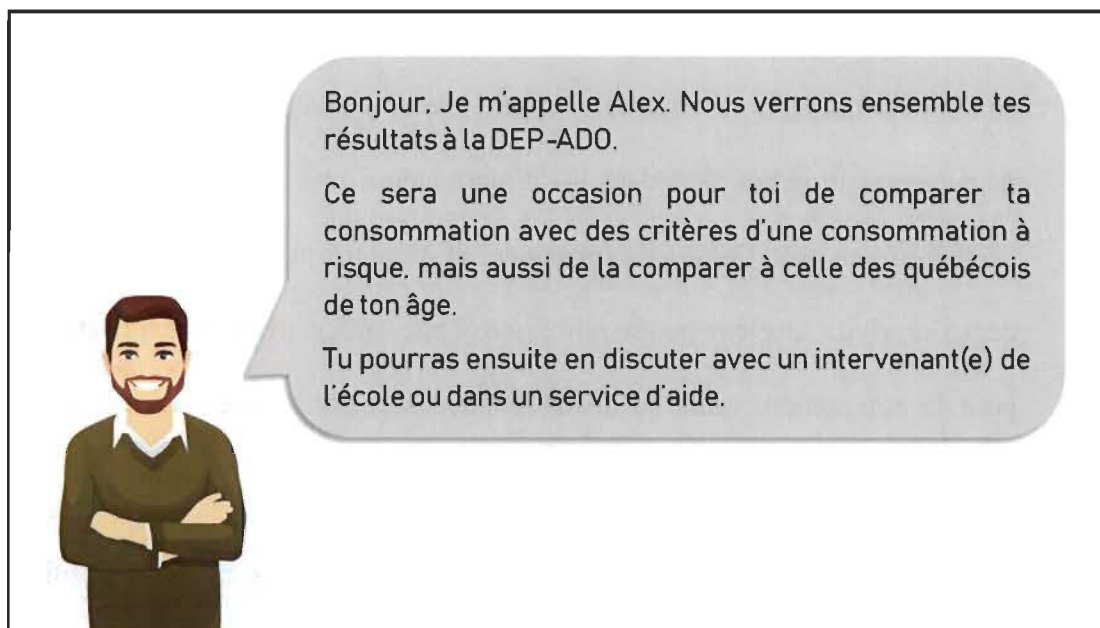 Bonjour, Je m'appelle Alex. Nous verrons ensemble tes
résultats à la DEP-ADO.
Ce sera une occasion pour toi de comparer ta
consommation avec des critères d'une consommation à
risque, mais aussi de la comparer à celle des québécois
de ton âge.
Tu pourras ensuite en discuter avec un intervenant(e) de
l'école ou dans un service d'aide.